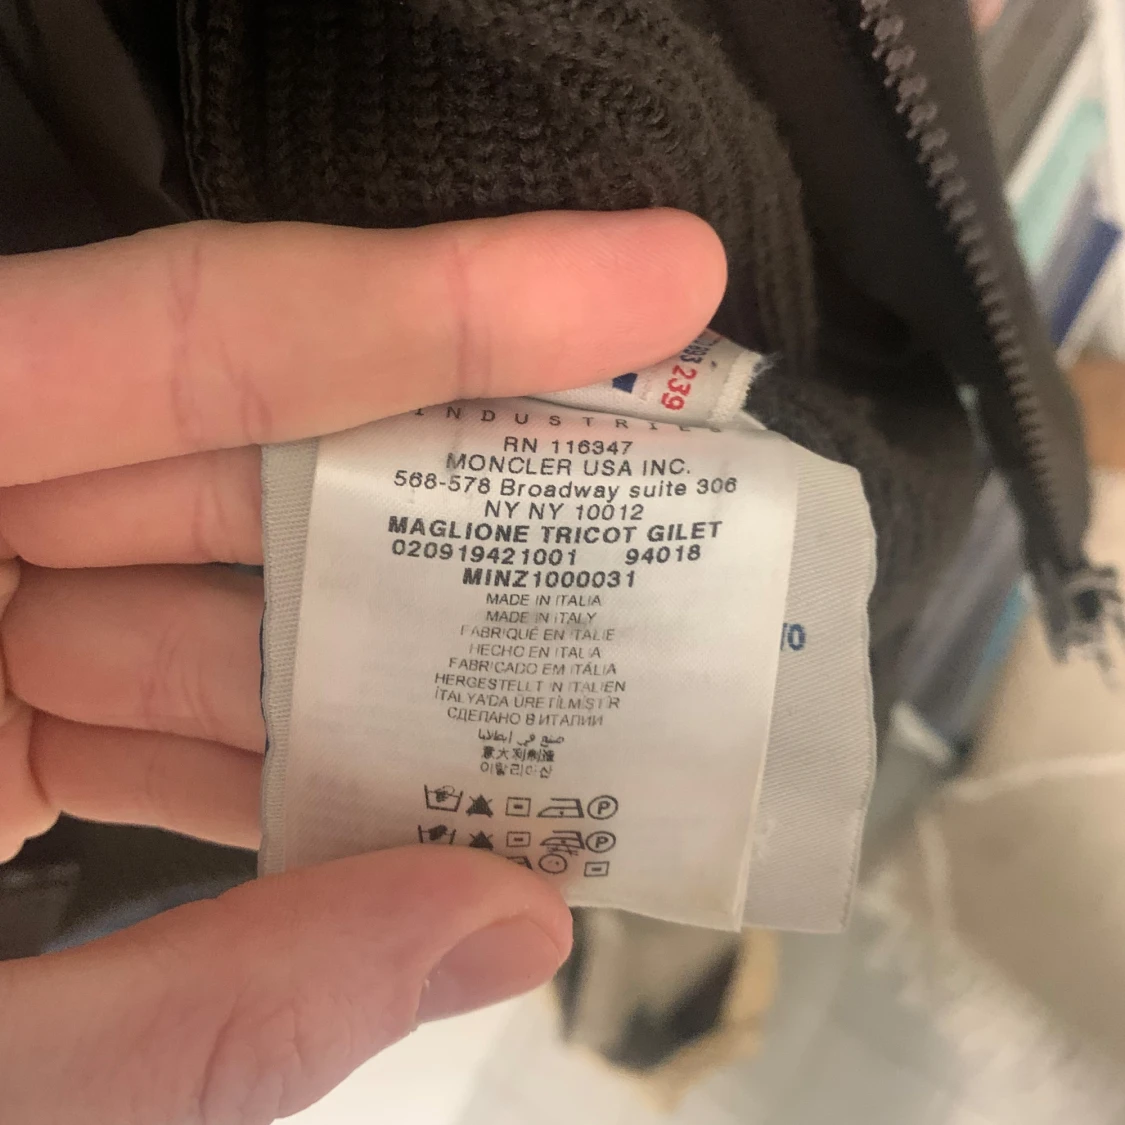 893 239
INDUSTRIES
RN 116347
MONCLER USA INC.
568-578 Broadway suite 306
NY NY 10012
MAGLIONE TRICOT GILET
020919421001 94018
MINZ1000031
MADE IN ITALIA
MADE IN ITALY
FABRIQUÉ EN ITALIE
HECHO EN ITALIA
FABRICADO EM ITÁLIA
HERGESTELLT IN ITALIEN
İTALYA'DA ÜRETİLMİŞTİR
СДЕЛАНО В ИТАЛИИ
صنع في إيطاليا
意大利制造
이탈리아산
P
P